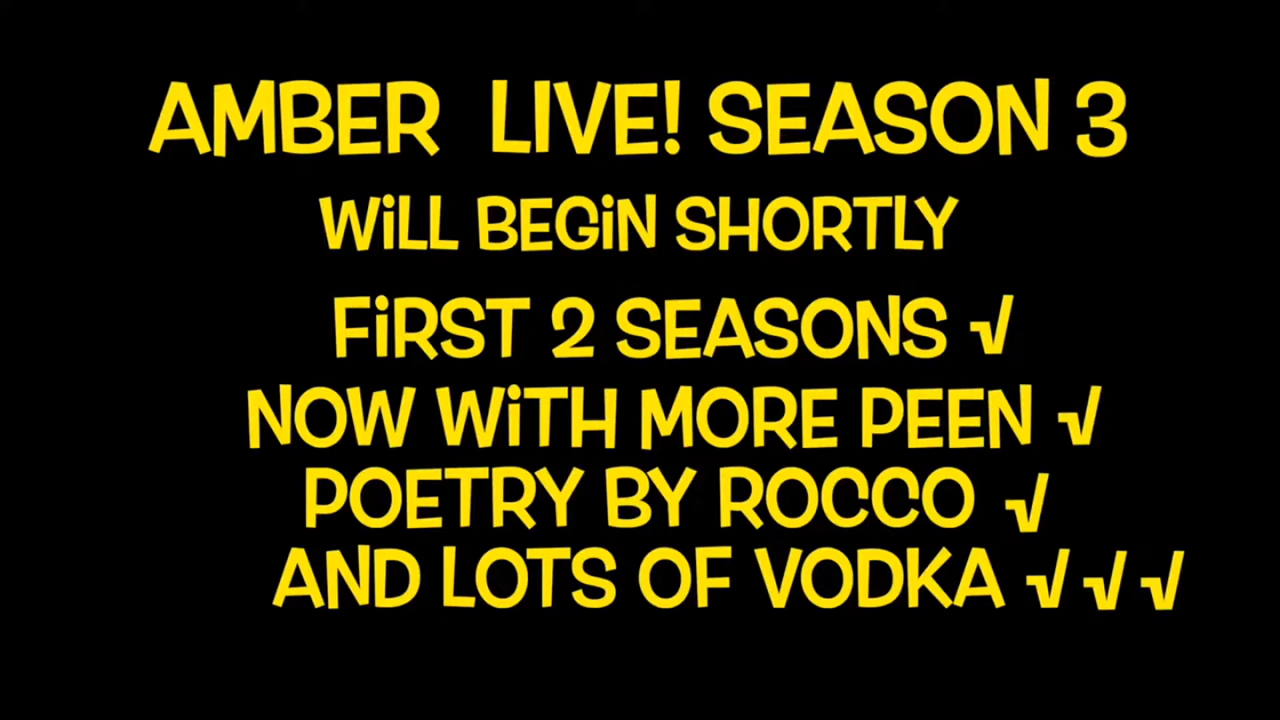 AMBER LIVE! SEASON 3
WiLL BEGiN SHORTLY
FiRST 2 SEASONS √
NOW WiTH MORE PEEN √
POETRY BY ROCCO √
AND LOTS OF VODKA √ √ √